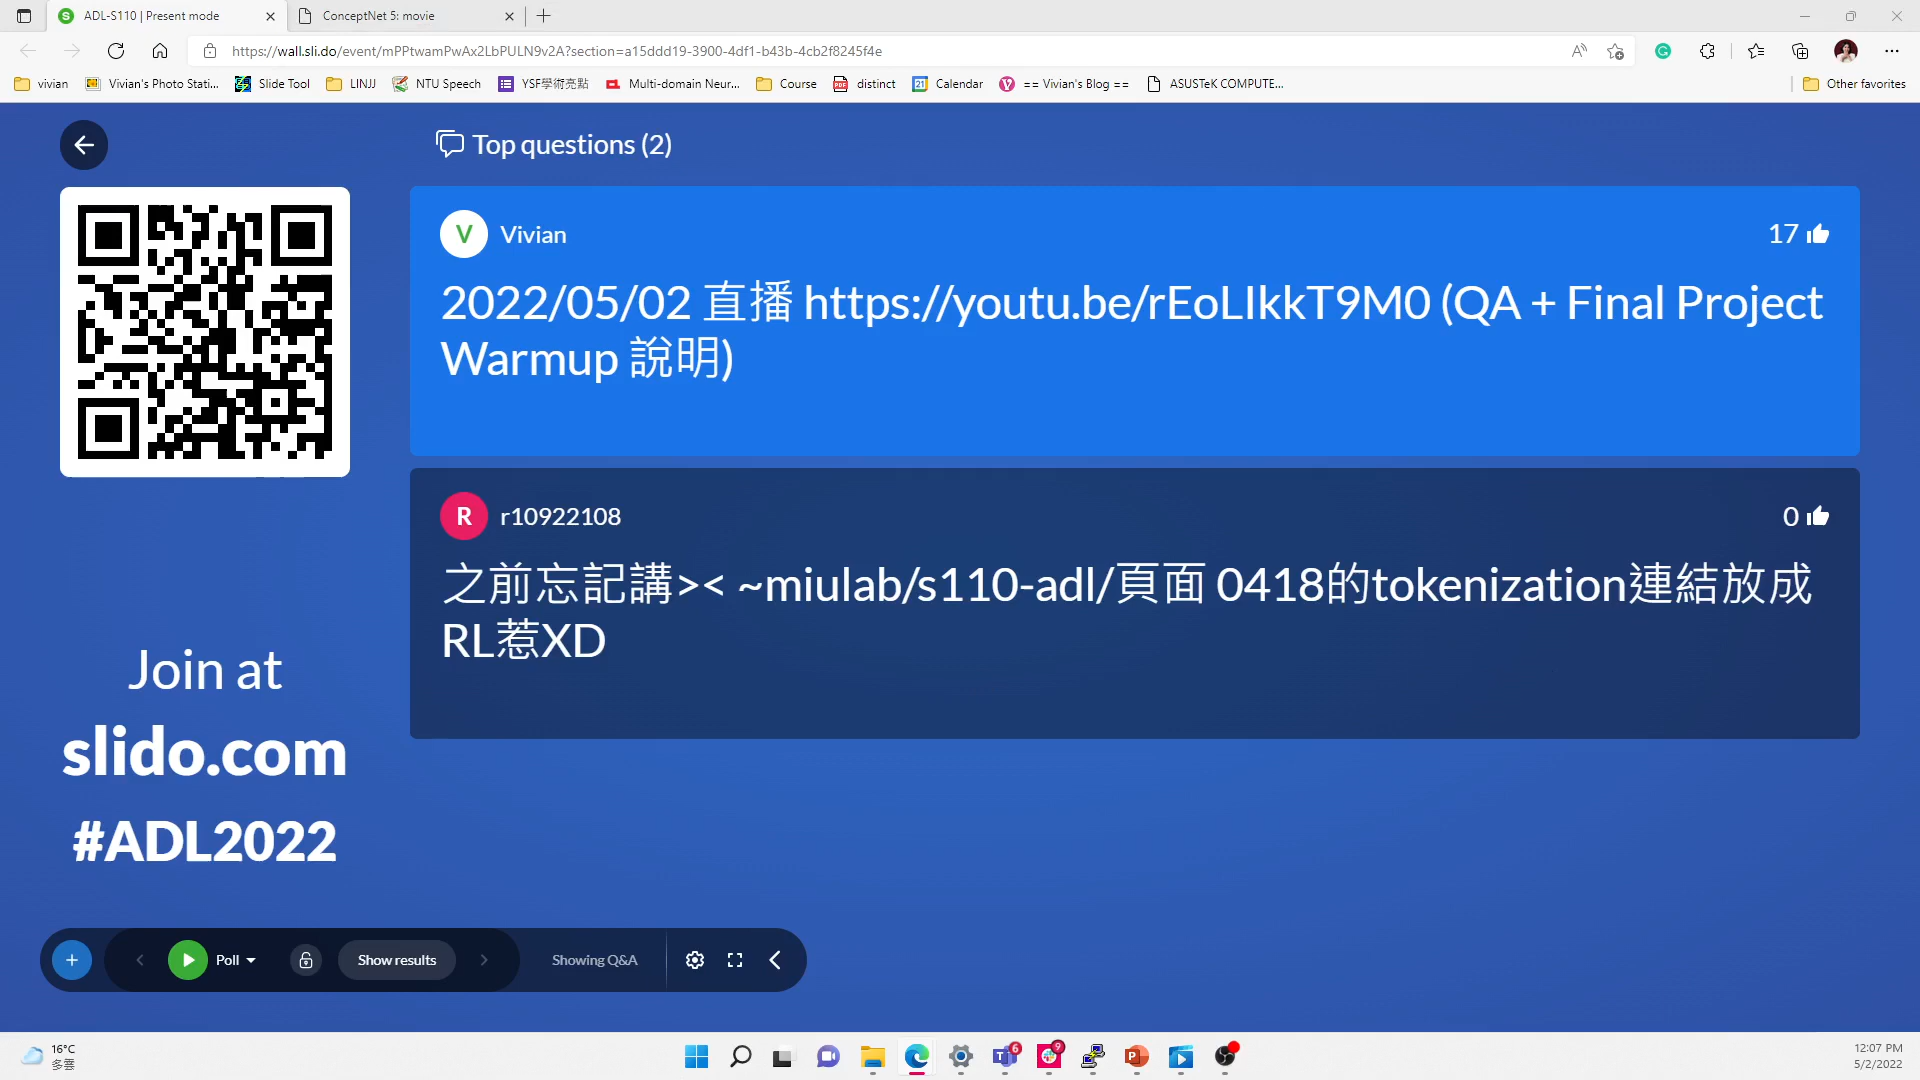 ADL-S110 | Present mode
ConceptNet 5: movie
https://wall.sli.do/event/mPPtwamPwAx2LbPULN9v2A?section=a15ddd19-3900-4df1-b43b-4cb2f8245f4e
vivian
Vivian's Photo Stati...
Slide Tool
LINJJ
NTU Speech
YSF學術亮點
Multi-domain Neur...
Course
distinct
Calendar
== Vivian's Blog ==
ASUSTeK COMPUTE...
Other favorites
Top questions (2)
V Vivian
17
2022/05/02 直播 https://youtu.be/rEoLIkkT9M0 (QA + Final Project
Warmup 說明)
R r10922108
0
之前忘記講>< ~miulab/s110-adl/頁面 0418的tokenization連結放成
RL惹XD
Join at
slido.com
#ADL2022
Poll
Show results
Showing Q&A
16°C
多雲
6
9
12:07 PM
5/2/2022